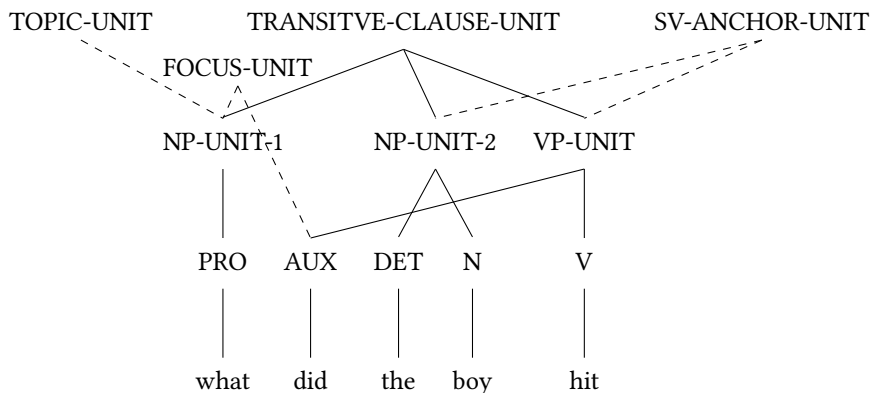 TOPIC-UNIT TRANSITVE-CLAUSE-UNIT SV-ANCHOR-UNIT
FOCUS-UNIT
NP-UNIT-1 NP-UNIT-2 VP-UNIT
PRO AUX DET N V
what did the boy hit